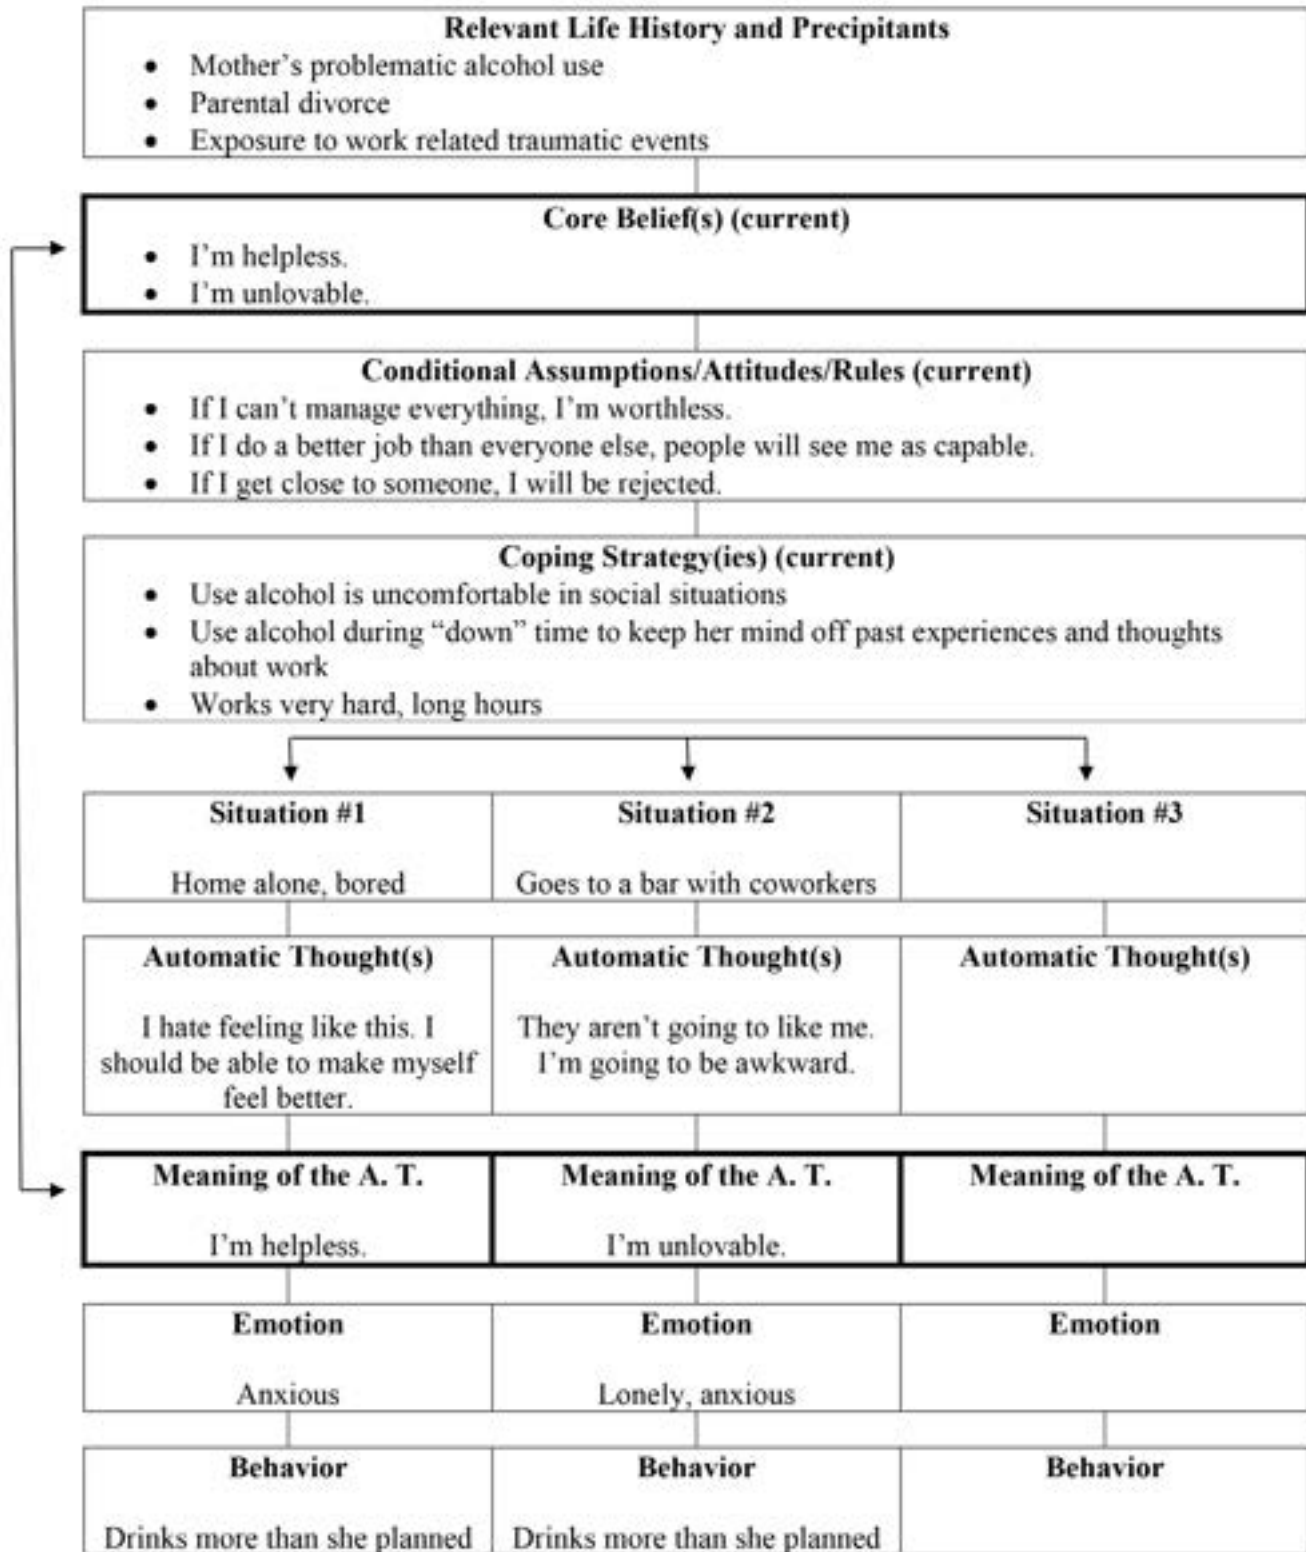 Relevant Life History and Precipitants
• Mother's problematic alcohol use
• Parental divorce
• Exposure to work related traumatic events
Core Belief(s) (current)
• I'm helpless.
• I'm unlovable.
Conditional Assumptions/Attitudes/Rules (current)
• If I can't manage everything, I'm worthless.
• If I do a better job than everyone else, people will see me as capable.
• If I get close to someone, I will be rejected.
Coping Strategy(ies) (current)
• Use alcohol is uncomfortable in social situations
• Use alcohol during “down” time to keep her mind off past experiences and thoughts
about work
• Works very hard, long hours
Situation #1
Home alone, bored
Situation #2
Goes to a bar with coworkers
Situation #3
Automatic Thought(s)
I hate feeling like this. I
should be able to make myself
feel better.
Automatic Thought(s)
They aren't going to like me.
I'm going to be awkward.
Automatic Thought(s)
Meaning of the A. T.
I'm helpless.
Meaning of the A. T.
I'm unlovable.
Meaning of the A. T.
Emotion
Anxious
Emotion
Lonely, anxious
Emotion
Behavior
Drinks more than she planned
Behavior
Drinks more than she planned
Behavior